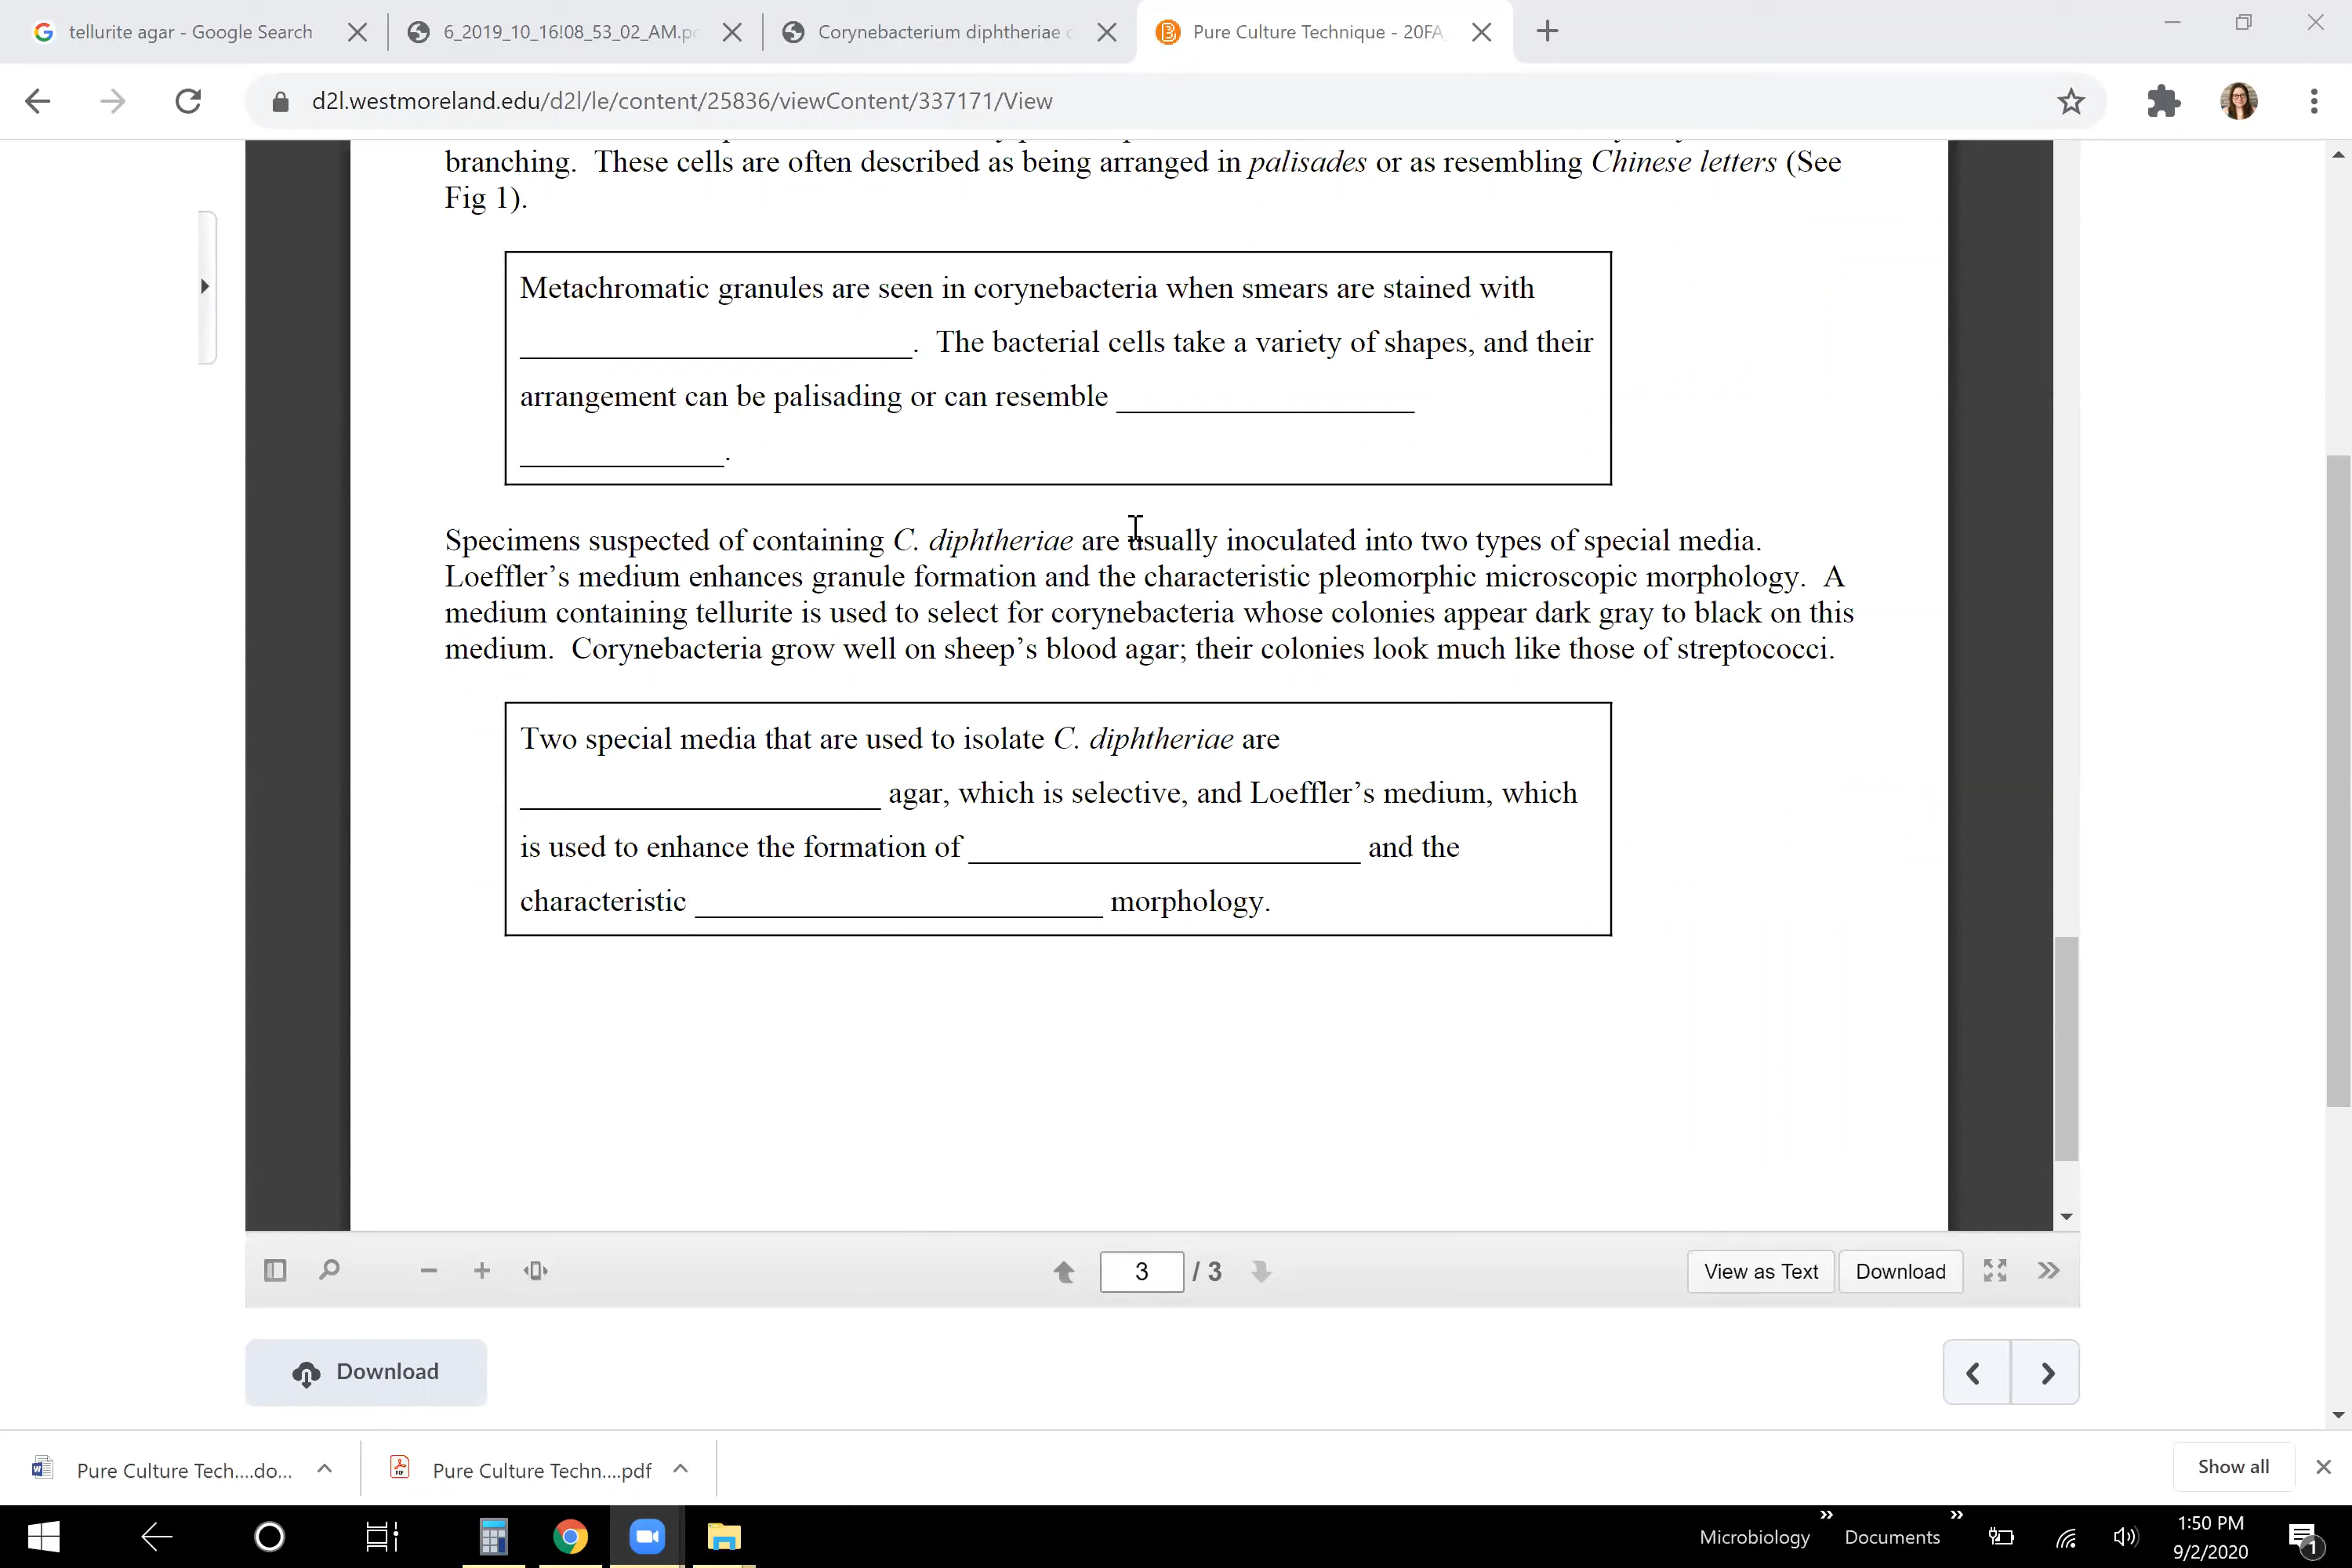 tellurite agar - Google Search
6_2019_10_16!08_53_02_AM.pc
Corynebacterium diphtheriae c
Pure Culture Technique - 20FA
d2l.westmoreland.edu/d2l/le/content/25836/viewContent/337171/View
branching. These cells are often described as being arranged in palisades or as resembling Chinese letters (See
Fig 1).
Metachromatic granules are seen in corynebacteria when smears are stained with
__________________________. The bacterial cells take a variety of shapes, and their
arrangement can be palisading or can resemble ____________________
______________.
Specimens suspected of containing C. diphtheriae are usually inoculated into two types of special media.
Loeffler’s medium enhances granule formation and the characteristic pleomorphic microscopic morphology. A
medium containing tellurite is used to select for corynebacteria whose colonies appear dark gray to black on this
medium. Corynebacteria grow well on sheep’s blood agar; their colonies look much like those of streptococci.
Two special media that are used to isolate C. diphtheriae are
________________________ agar, which is selective, and Loeffler’s medium, which
is used to enhance the formation of __________________________ and the
characteristic ___________________________ morphology.
3 / 3
View as Text
Download
Download
Pure Culture Tech....do...
Pure Culture Techn....pdf
Show all
Microbiology
Documents
1:50 PM
9/2/2020
1